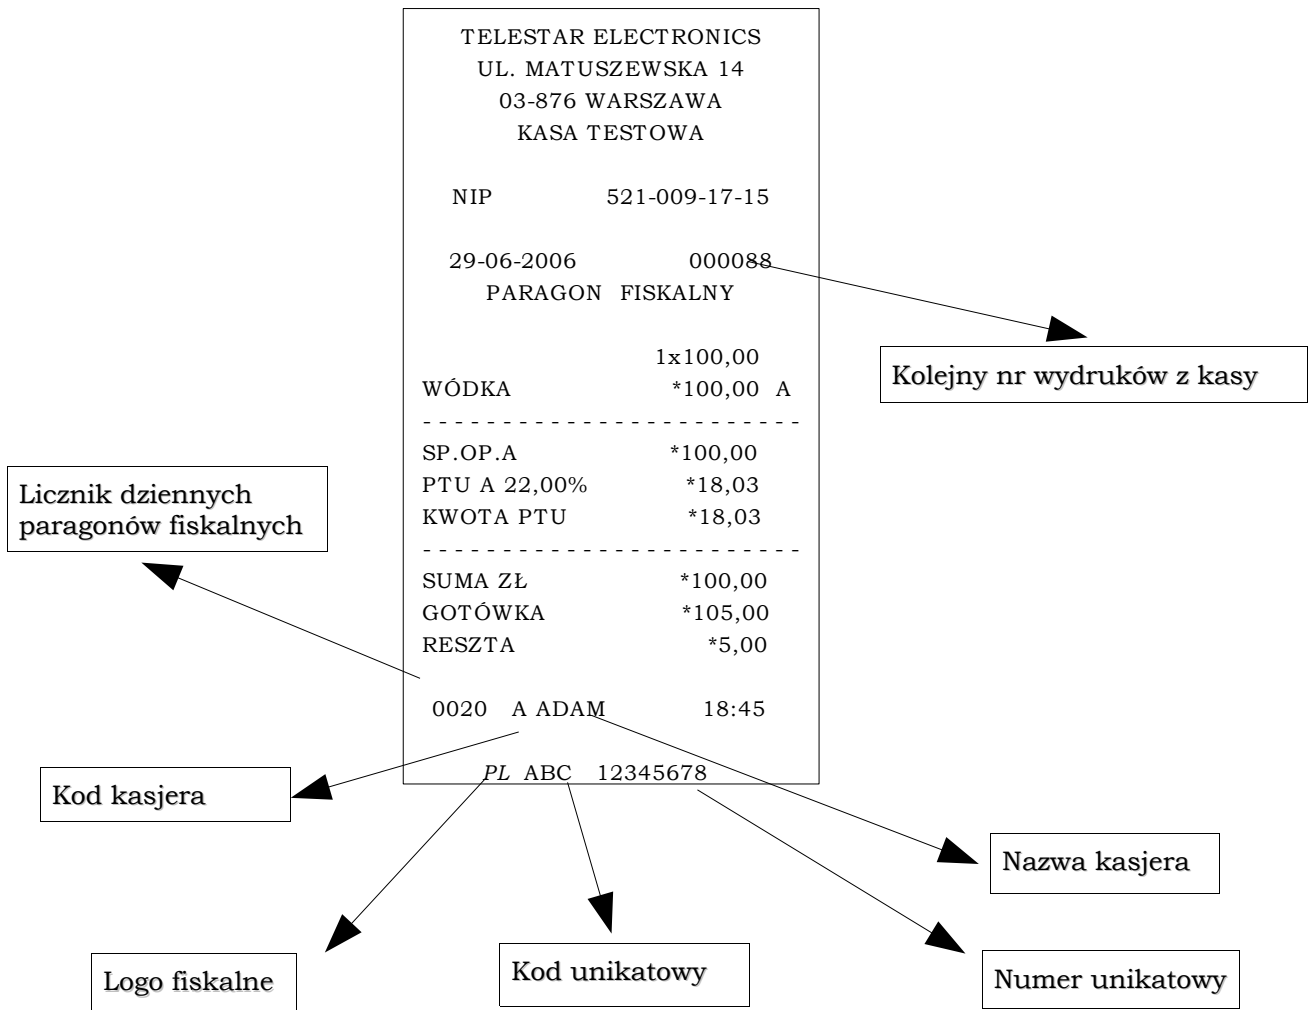 TELESTAR ELECTRONICS
UL. MATUSZEWSKA 14
03-876 WARSZAWA
KASA TESTOWA
NIP 521-009-17-15
29-06-2006 000088
PARAGON FISKALNY
1x100,00
WÓDKA *100,00 A
- - - - - - - - - - - - - - - - - - - - - - - -
SP.OP.A *100,00
PTU A 22,00% *18,03
KWOTA PTU *18,03
- - - - - - - - - - - - - - - - - - - - - - - -
SUMA ZŁ *100,00
GOTÓWKA *105,00
RESZTA *5,00
0020 A ADAM 18:45
PL ABC 12345678
Kolejny nr wydruków z kasy
Licznik dziennych
paragonów fiskalnych
Kod kasjera
Nazwa kasjera
Logo fiskalne
Kod unikatowy
Numer unikatowy